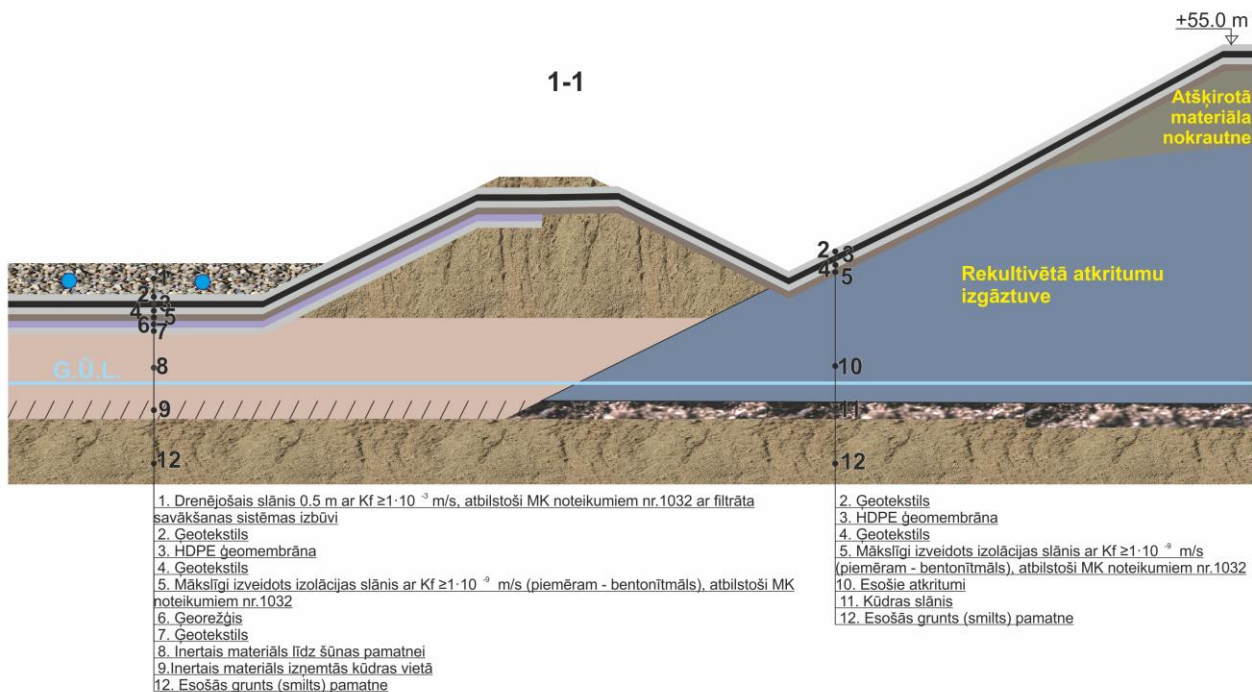 +55.0 m
1-1
Atšķirotā
materiāla
nokrautne
Rekultivētā atkritumu
izgāztuve
G.Ū.L.
1
2
3
4
5
6
7
8
9
12
2
3
4
5
10
11
12
1. Drenējošais slānis 0.5 m ar Kf ≥1·10 ⁻³ m/s, atbilstoši MK noteikumiem nr.1032 ar filtrāta
savākšanas sistēmas izbūvi
2. Ģeotekstils
3. HDPE ģeomembrāna
4. Ģeotekstils
5. Mākslīgi izveidots izolācijas slānis ar Kf ≥1·10 ⁻⁹ m/s (piemēram - bentonītmāls), atbilstoši MK
noteikumiem nr.1032
6. Georežģis
7. Ģeotekstils
8. Inertais materiāls līdz šūnas pamatnei
9.Inertais materiāls izņemtās kūdras vietā
12. Esošās grunts (smilts) pamatne
2. Ģeotekstils
3. HDPE ģeomembrāna
4. Ģeotekstils
5. Mākslīgi izveidots izolācijas slānis ar Kf ≥1·10 ⁻⁹ m/s
(piemēram - bentonītmāls), atbilstoši MK noteikumiem nr.1032
10. Esošie atkritumi
11. Kūdras slānis
12. Esošās grunts (smilts) pamatne